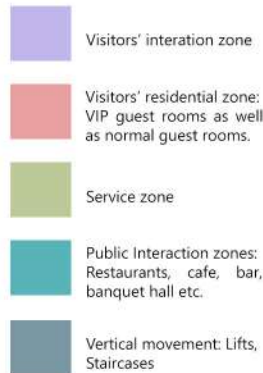 Visitors' interation zone
Visitors' residential zone:
VIP guest rooms as well
as normal guest rooms.
Service zone
Public Interaction zones:
Restaurants, cafe, bar,
banquet hall etc.
Vertical movement: Lifts,
Staircases